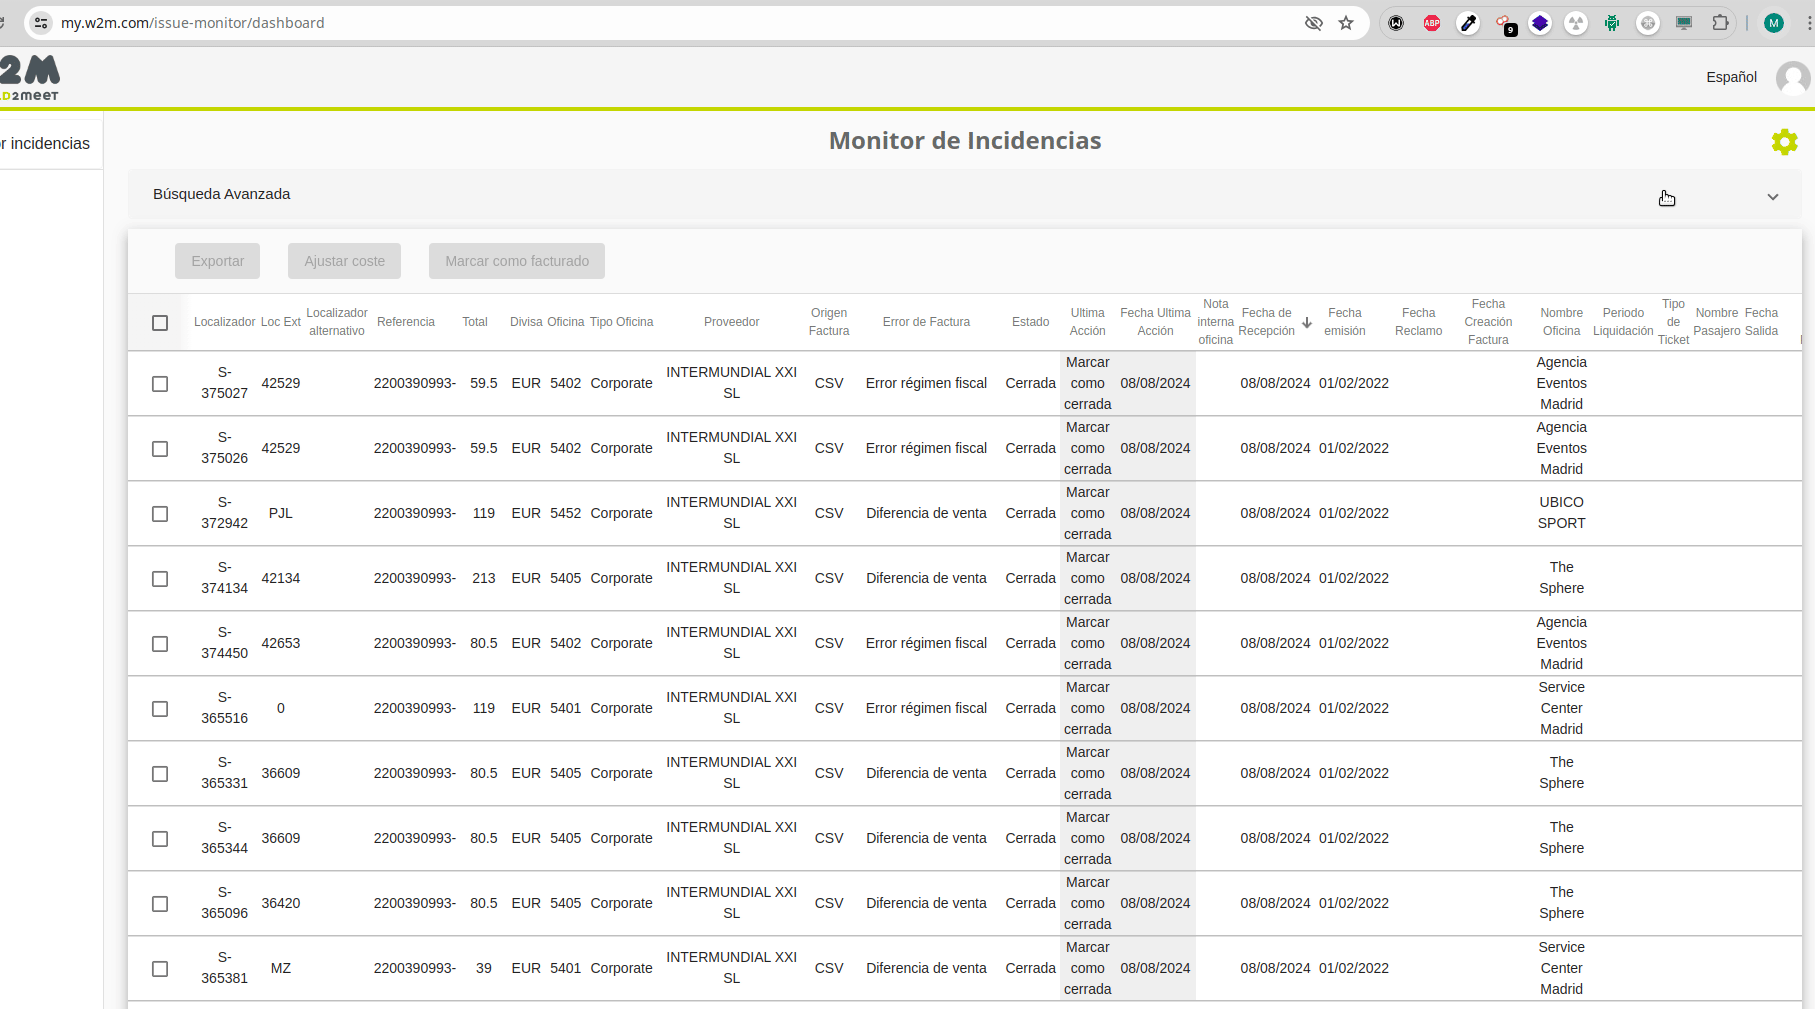 my.w2m.com/issue-monitor/dashboard
ABP
9
M
2M
D2meet
Español
r incidencias
Monitor de Incidencias
Búsqueda Avanzada
Exportar Ajustar coste Marcar como facturado
Localizador Loc Ext Localizador alternativo Referencia Total Divisa Oficina Tipo Oficina Proveedor Origen Factura Error de Factura Estado Ultima Acción Fecha Ultima Acción Nota interna oficina Fecha de Recepción Fecha emisión Fecha Reclamo Fecha Creación Factura Nombre Oficina Periodo Liquidación Tipo de Ticket Nombre Pasajero Fecha Salida
S-375027 42529 2200390993- 59.5 EUR 5402 Corporate INTERMUNDIAL XXI SL CSV Error régimen fiscal Cerrada Marcar como cerrada 08/08/2024 08/08/2024 01/02/2022 Agencia Eventos Madrid
S-375026 42529 2200390993- 59.5 EUR 5402 Corporate INTERMUNDIAL XXI SL CSV Error régimen fiscal Cerrada Marcar como cerrada 08/08/2024 08/08/2024 01/02/2022 Agencia Eventos Madrid
S-372942 PJL 2200390993- 119 EUR 5452 Corporate INTERMUNDIAL XXI SL CSV Diferencia de venta Cerrada Marcar como cerrada 08/08/2024 08/08/2024 01/02/2022 UBICO SPORT
S-374134 42134 2200390993- 213 EUR 5405 Corporate INTERMUNDIAL XXI SL CSV Diferencia de venta Cerrada Marcar como cerrada 08/08/2024 08/08/2024 01/02/2022 The Sphere
S-374450 42653 2200390993- 80.5 EUR 5402 Corporate INTERMUNDIAL XXI SL CSV Error régimen fiscal Cerrada Marcar como cerrada 08/08/2024 08/08/2024 01/02/2022 Agencia Eventos Madrid
S-365516 0 2200390993- 119 EUR 5401 Corporate INTERMUNDIAL XXI SL CSV Error régimen fiscal Cerrada Marcar como cerrada 08/08/2024 08/08/2024 01/02/2022 Service Center Madrid
S-365331 36609 2200390993- 80.5 EUR 5405 Corporate INTERMUNDIAL XXI SL CSV Diferencia de venta Cerrada Marcar como cerrada 08/08/2024 08/08/2024 01/02/2022 The Sphere
S-365344 36609 2200390993- 80.5 EUR 5405 Corporate INTERMUNDIAL XXI SL CSV Diferencia de venta Cerrada Marcar como cerrada 08/08/2024 08/08/2024 01/02/2022 The Sphere
S-365096 36420 2200390993- 80.5 EUR 5405 Corporate INTERMUNDIAL XXI SL CSV Diferencia de venta Cerrada Marcar como cerrada 08/08/2024 08/08/2024 01/02/2022 The Sphere
S-365381 MZ 2200390993- 39 EUR 5401 Corporate INTERMUNDIAL XXI SL CSV Diferencia de venta Cerrada Marcar como cerrada 08/08/2024 08/08/2024 01/02/2022 Service Center Madrid